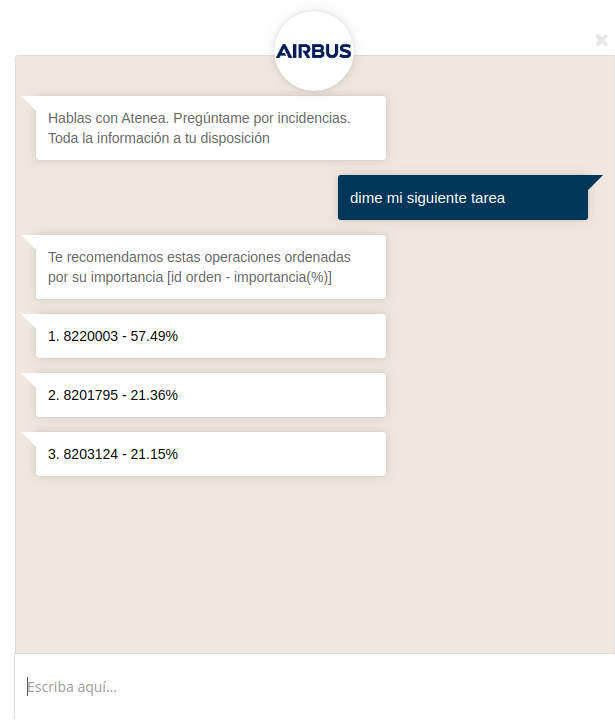 AIRBUS
Hablas con Atenea. Pregúntame por incidencias.
Toda la información a tu disposición
dime mi siguiente tarea
Te recomendamos estas operaciones ordenadas
por su importancia [id orden - importancia(%)]
1. 8220003 - 57.49%
2. 8201795 - 21.36%
3. 8203124 - 21.15%
Escriba aquí...